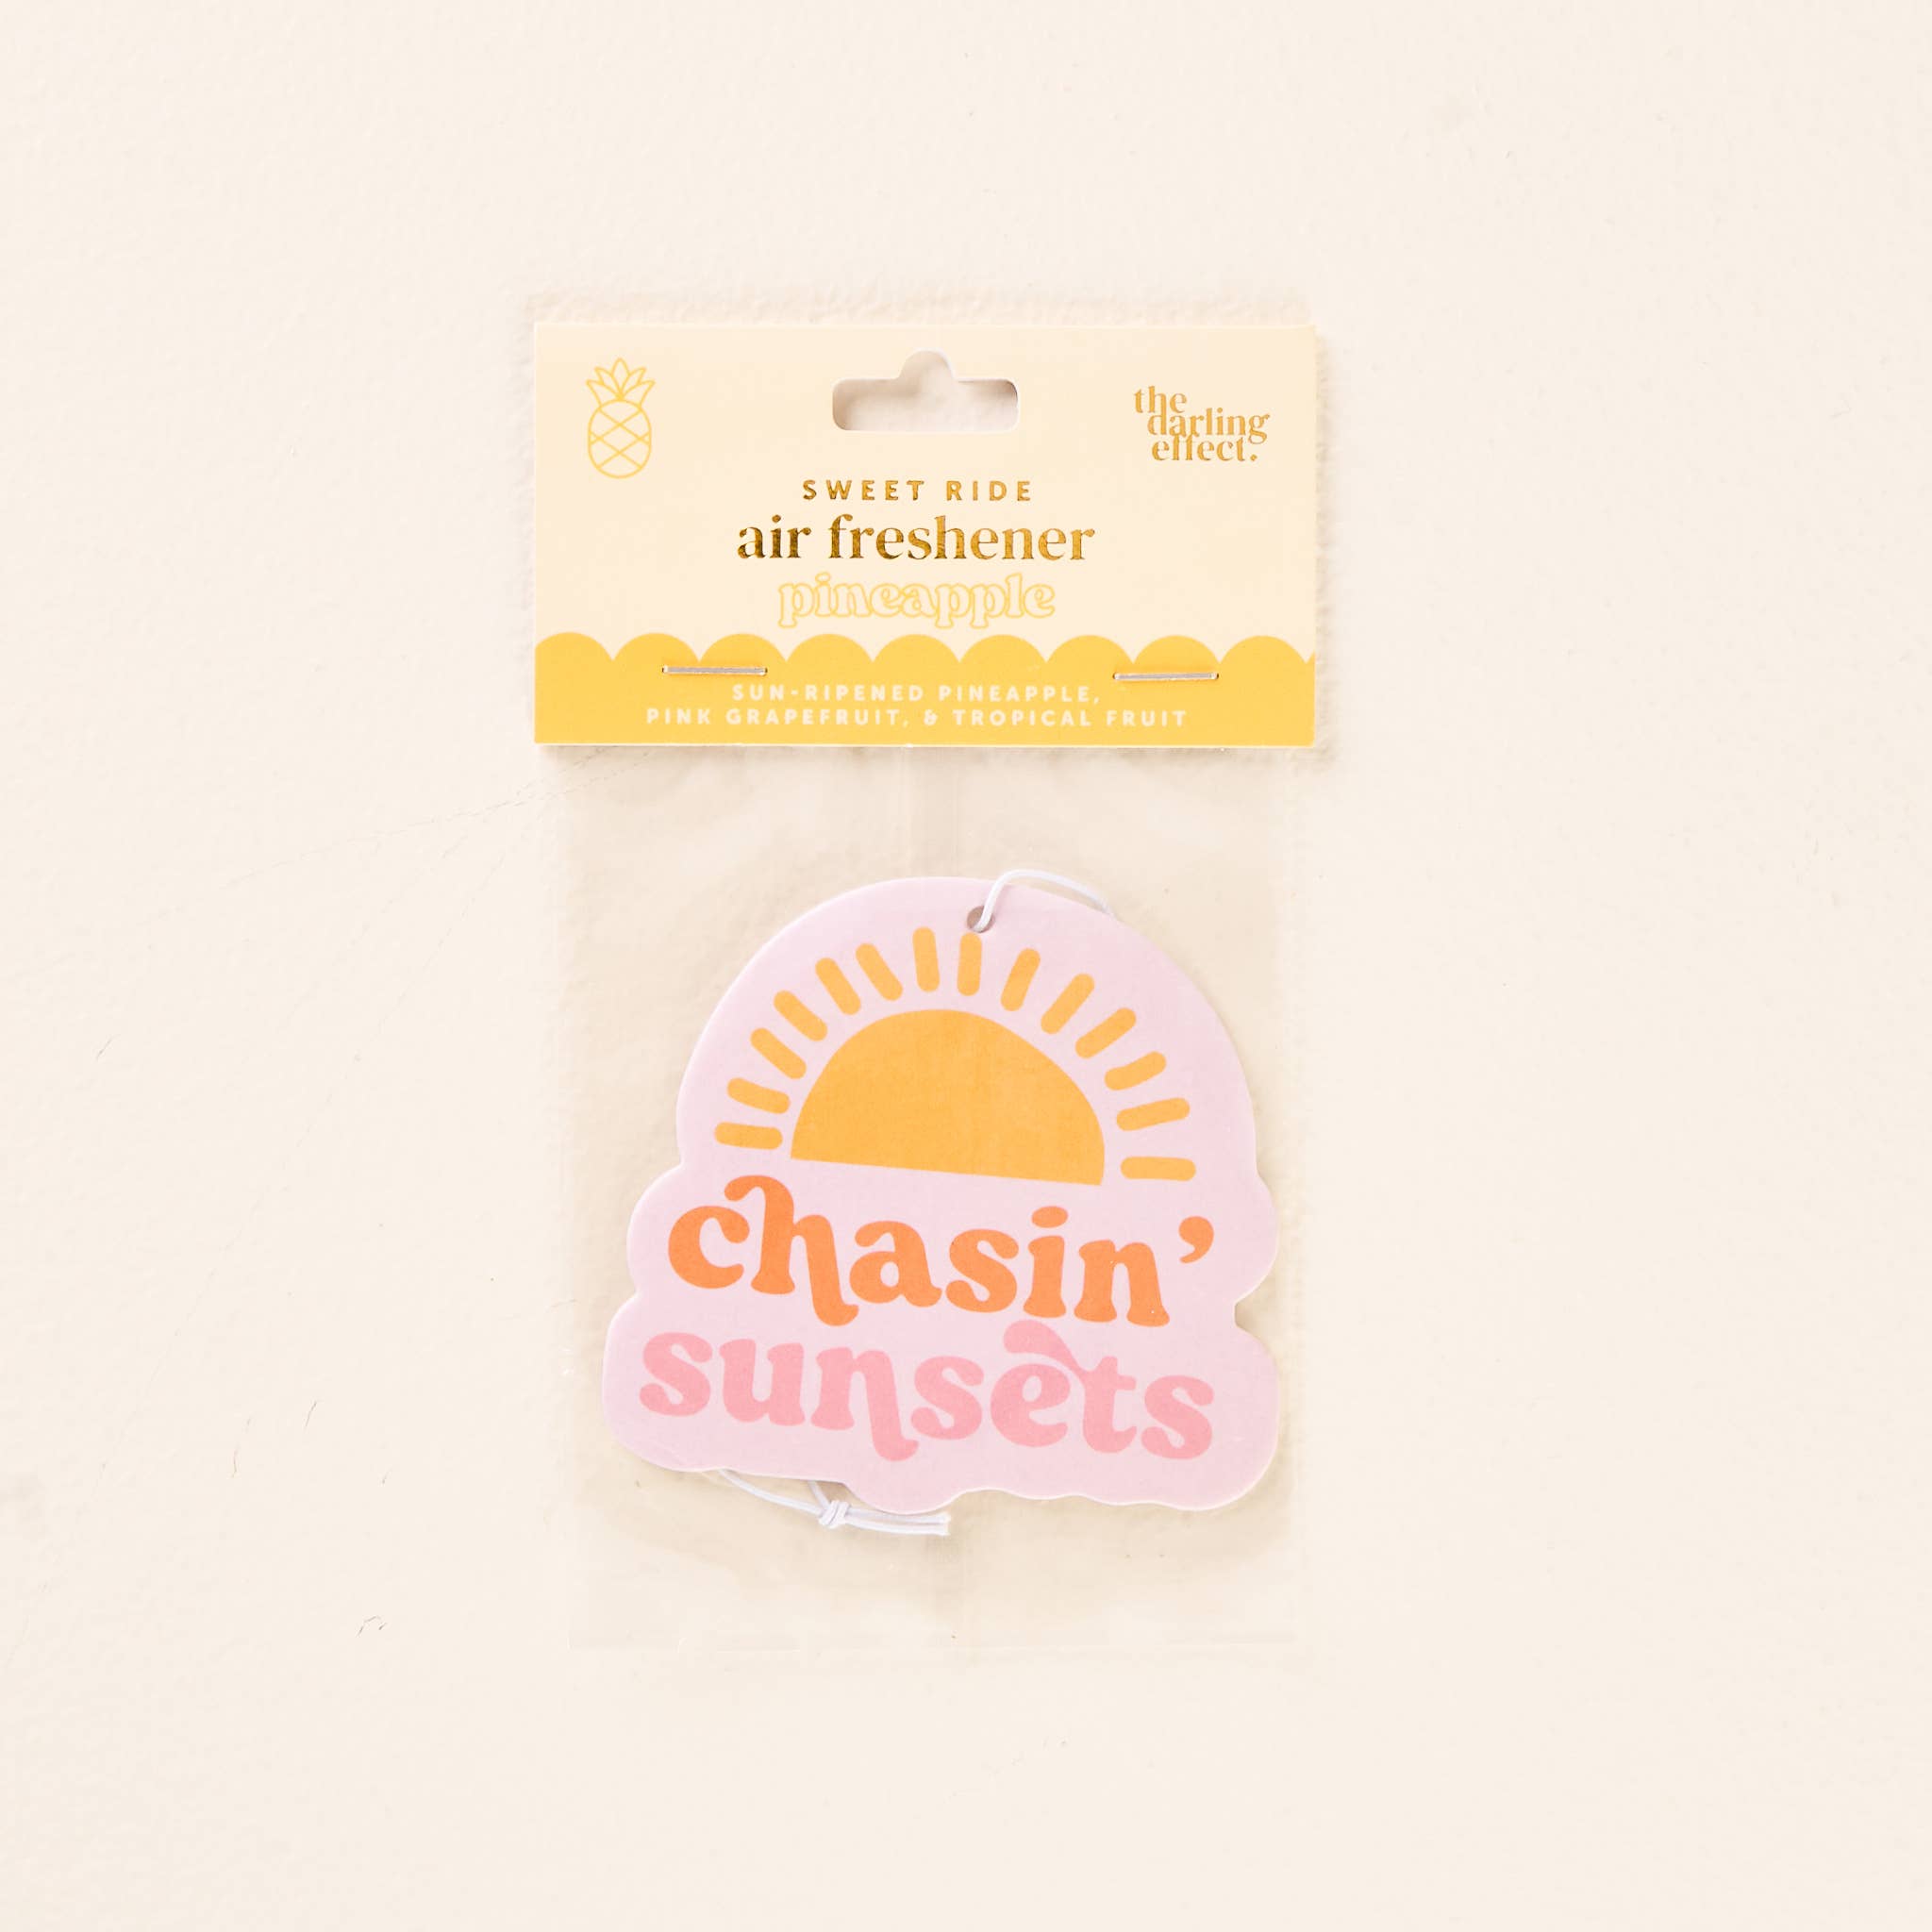 the
darling
effect.
SWEET RIDE
air freshener
pineapple
SUN-RIPENED PINEAPPLE,
PINK GRAPEFRUIT, & TROPICAL FRUIT
chasin’
sunsets